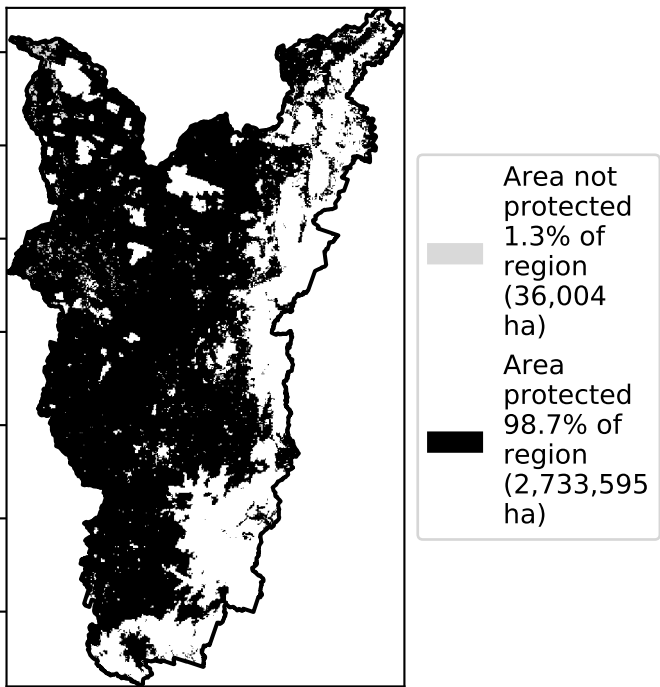 Area not
protected
1.3% of
region
(36,004
ha)
Area
protected
98.7% of
region
(2,733,595
ha)